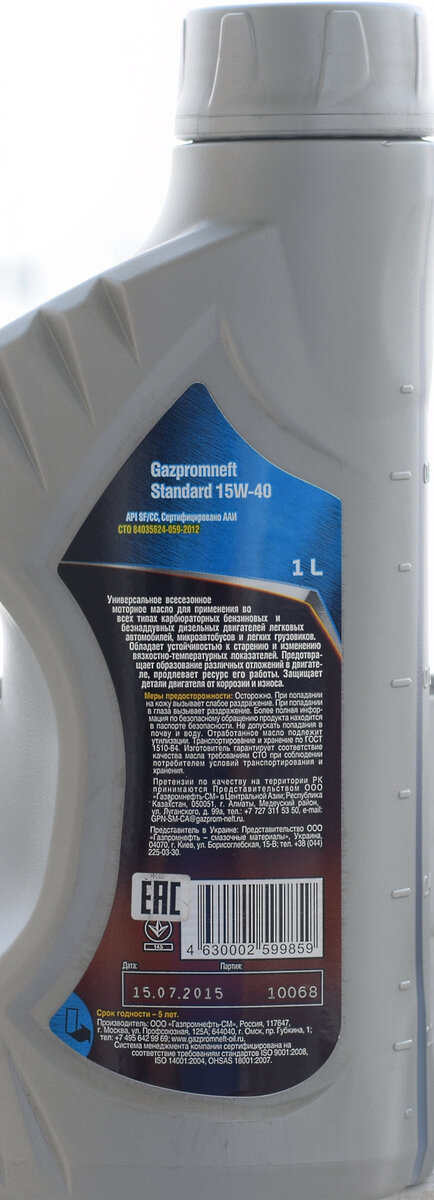 Gazpromneft
Standard 15W-40
API SF/CC, Сертифицировано ААИ
СТО 84035624-059-2012
1 L
Универсальное всесезонное
моторное масло для применения во
всех типах карбюраторных бензиновых и
безнаддувных дизельных двигателей легковых
автомобилей, микроавтобусов и легких грузовиков.
Обладает устойчивостью к старению и изменению
вязкостно-температурных показателей. Предотвра-
щает образование различных отложений в двигате-
ле, продлевает ресурс его работы. Защищает
детали двигателя от коррозии и износа.
Меры предосторожности: Осторожно. При попадании
на кожу вызывает слабое раздражение. При попадании
в глаза вызывает раздражение. Более полная инфор-
мация по безопасному обращению продукта находится
в паспорте безопасности. Не допускать попадания в
почву и воду. Отработанное масло подлежит
утилизации. Транспортирование и хранение по ГОСТ
1510-84. Изготовитель гарантирует соответствие
качества масла требованиям СТО при соблюдении
потребителем условий транспортирования и
хранения.
Претензии по качеству на территории РК
принимаются Представительством ООО
«Газпромнефть-СМ» в Центральной Азии; Республика
Казахстан, 050051, г. Алматы, Медеуский район,
ул. Луганского, д. 99а, тел.: +7 727 311 53 50, e-mail:
GPN-SM-CA@gazprom-neft.ru.
Представитель в Украине: Представительство ООО
«Газпромнефть – смазочные материалы», Украина,
04070, г. Киев, ул. Борисоглебская, 15-В; тел. +38 (044)
225-03-30.
EAC
145
4 630002 599859
Дата: Партия:
15.07.2015 10068
Срок годности – 5 лет.
Производитель: ООО «Газпромнефть-СМ», Россия, 117647,
г. Москва, ул. Профсоюзная, 125А; 644040, г. Омск, пр. Губкина, 1;
тел: +7 495 642 99 69; www.gazpromneft-oil.ru
Система менеджмента компании сертифицирована на
соответствие требованиям стандартов ISO 9001:2008,
ISO 14001:2004, OHSAS 18001:2007.